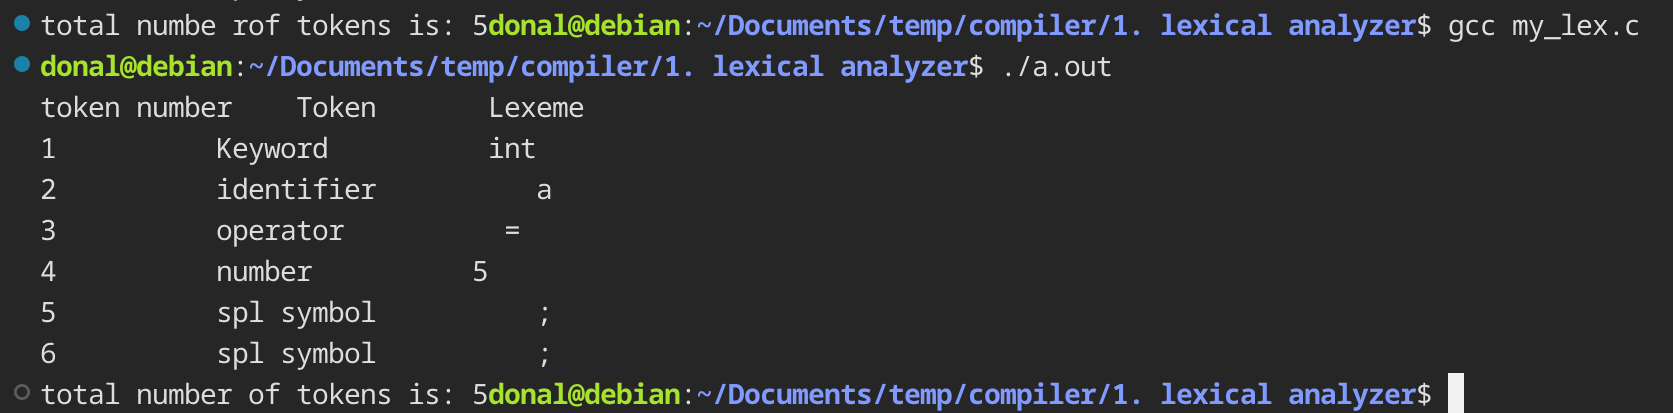 total numbe rof tokens is: 5donal@debian:~/Documents/temp/compiler/1. lexical analyzer$ gcc my_lex.c
donal@debian:~/Documents/temp/compiler/1. lexical analyzer$ ./a.out
token number    Token       Lexeme
1          Keyword          int
2          identifier          a
3          operator          =
4          number          5
5          spl symbol          ;
6          spl symbol          ;
total number of tokens is: 5donal@debian:~/Documents/temp/compiler/1. lexical analyzer$